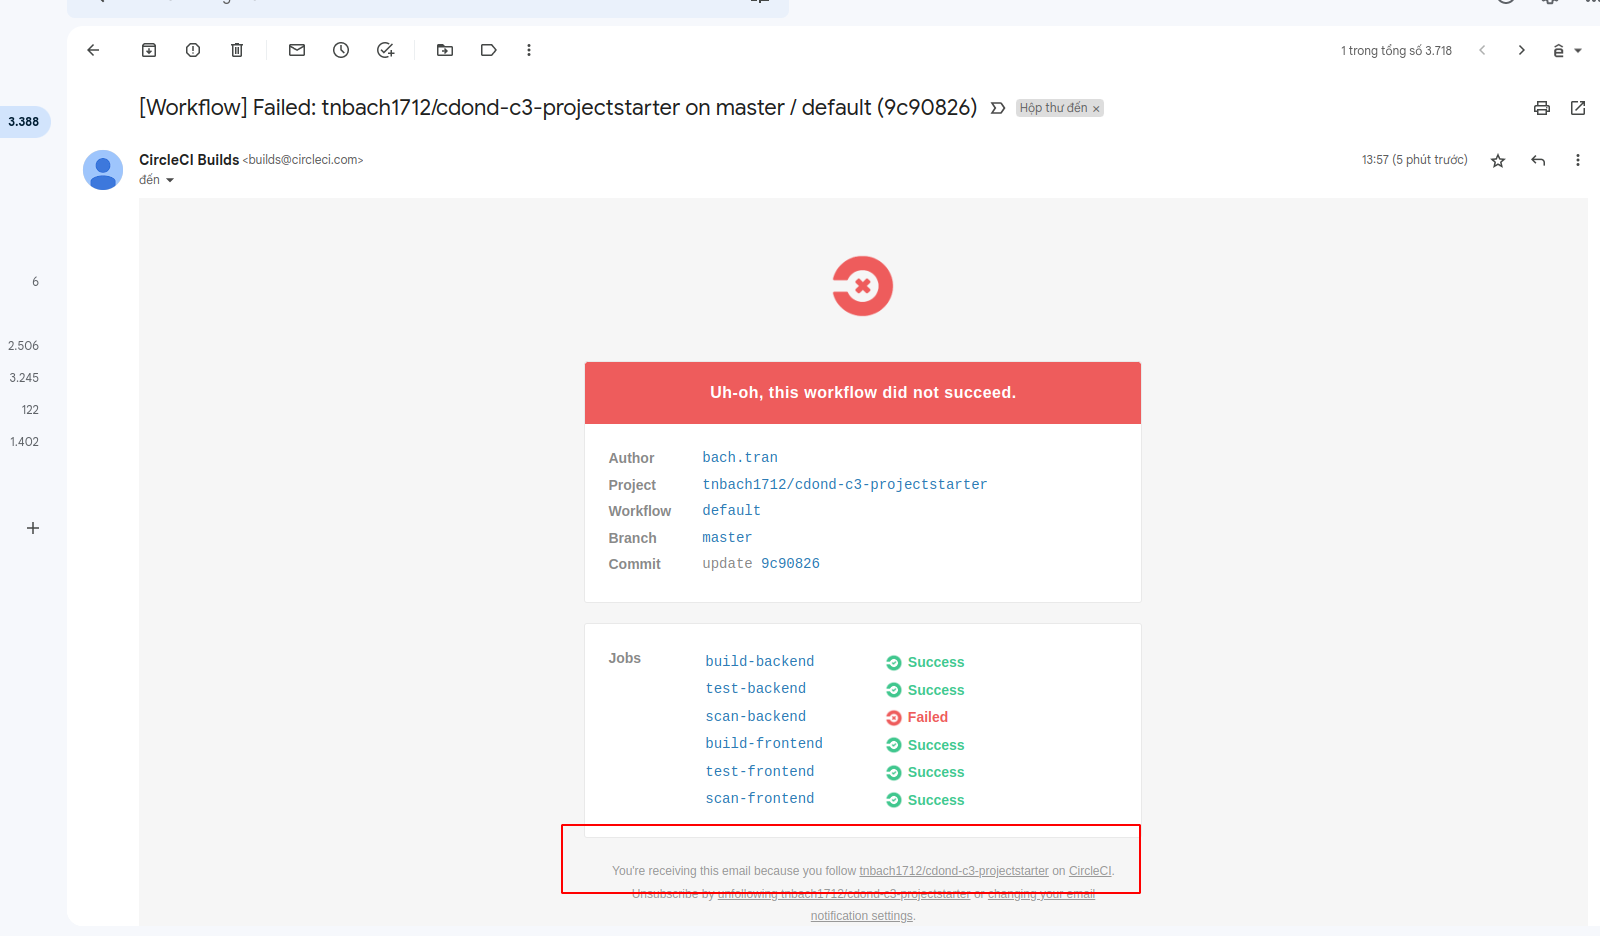 1 trong tổng số 3.718
[Workflow] Failed: tnbach1712/cdond-c3-projectstarter on master / default (9c90826)
Hộp thư đến ×
3.388
CircleCI Builds <builds@circleci.com>
13:57 (5 phút trước)
đến
6
2.506
3.245
122
1.402
Uh-oh, this workflow did not succeed.
Author bach.tran
Project tnbach1712/cdond-c3-projectstarter
Workflow default
Branch master
Commit update 9c90826
Jobs
build-backend Success
test-backend Success
scan-backend Failed
build-frontend Success
test-frontend Success
scan-frontend Success
You're receiving this email because you follow tnbach1712/cdond-c3-projectstarter on CircleCI.
Unsubscribe by unfollowing tnbach1712/cdond-c3-projectstarter or changing your email
notification settings.